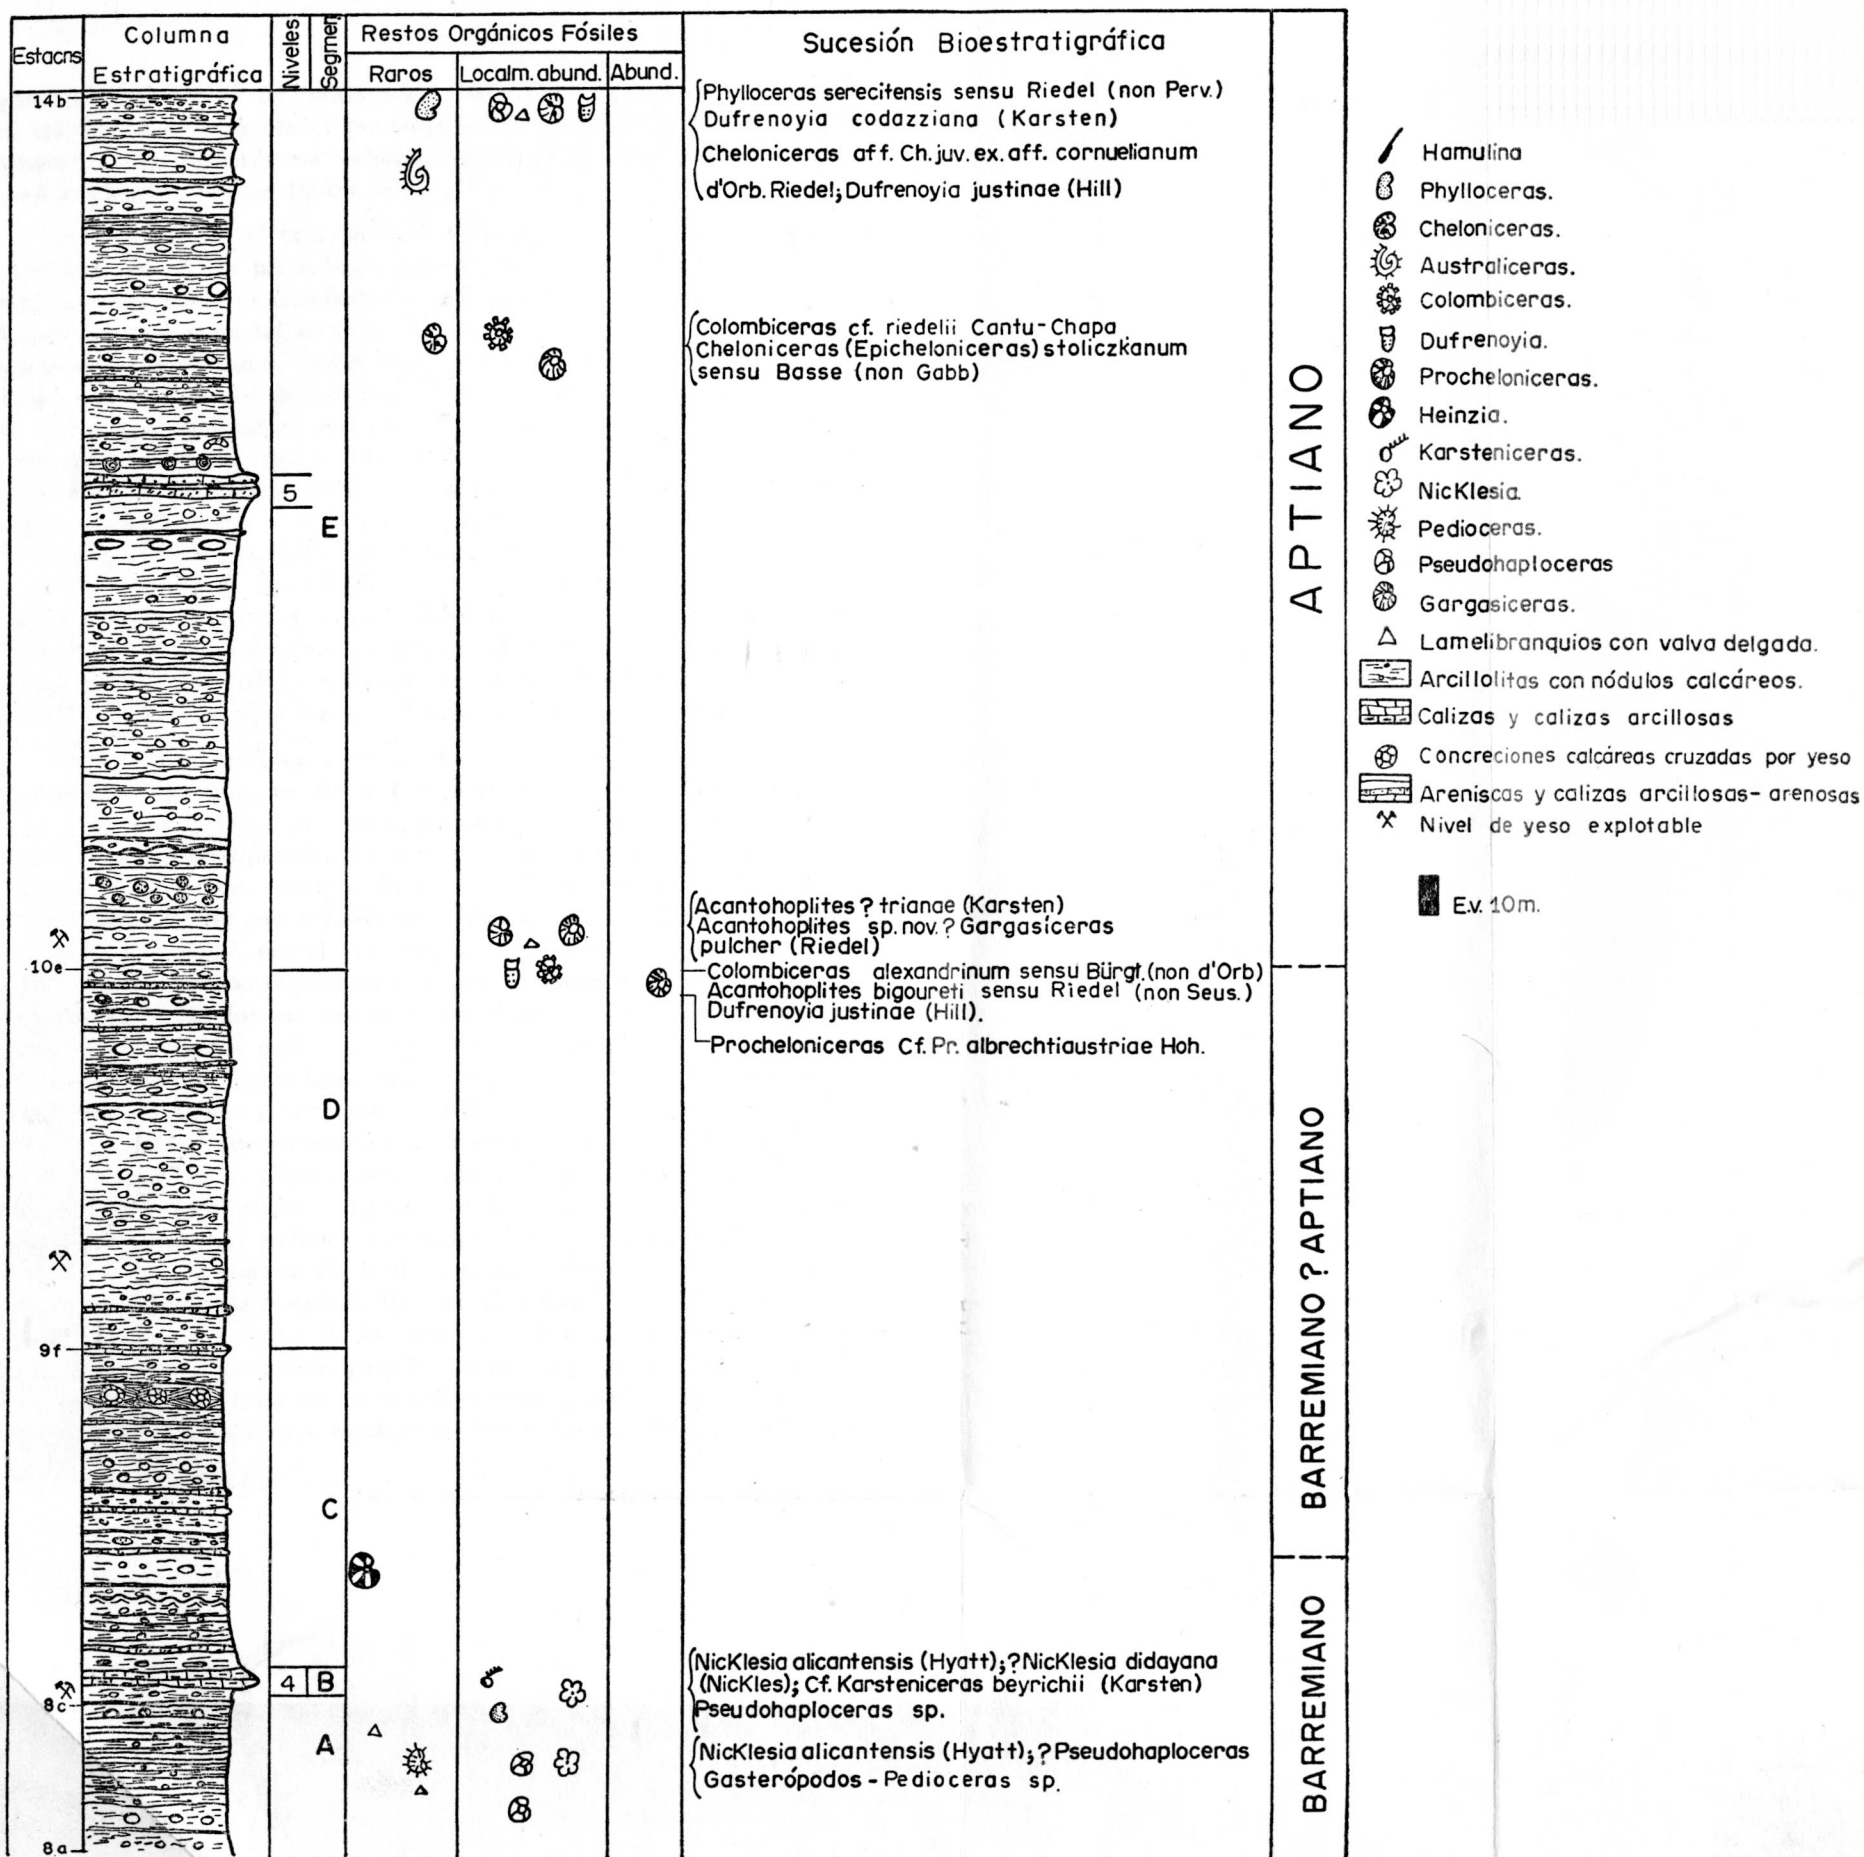 Estacns
Columna
Estratigráfica
Niveles
Segmen.
Restos Orgánicos Fósiles
Raros
Localm. abund.
Abund.
Sucesión Bioestratigráfica
14b
Phylloceras serecitensis sensu Riedel (non Perv.)
Dufrenoyia codazziana (Karsten)
Cheloniceras aff. Ch. juv. ex. aff. cornuelianum
d'Orb. Riedel; Dufrenoyia justinae (Hill)
Colombiceras cf. riedelii Cantu-Chapa
Cheloniceras (Epicheloniceras) stoliczkanum
sensu Basse (non Gabb)
5
E
APTIANO
Acantohoplites ? trianae (Karsten)
Acantohoplites sp. nov. ? Gargasiceras
pulcher (Riedel)
10e
Colombiceras alexandrinum sensu Bürgt. (non d'Orb)
Acantohoplites bigoureti sensu Riedel (non Seus.)
Dufrenoyia justinae (Hill).
Procheloniceras Cf. Pr. albrechtiaustriae Hoh.
D
BARREMIANO ? APTIANO
9f
C
4
B
8c
NicKlesia alicantensis (Hyatt); ? NicKlesia didayana
(NicKles); Cf. Karsteniceras beyrichii (Karsten)
Pseudohaploceras sp.
A
NicKlesia alicantensis (Hyatt); ? Pseudohaploceras
Gasterópodos - Pedioceras sp.
BARREMIANO
8a
Hamulina
Phylloceras.
Cheloniceras.
Australiceras.
Colombiceras.
Dufrenoyia.
Procheloniceras.
Heinzia.
Karsteniceras.
NicKlesia.
Pedioceras.
Pseudohaploceras
Gargasiceras.
Lamelibranquios con valva delgada.
Arcillolitas con nódulos calcáreos.
Calizas y calizas arcillosas
Concreciones calcáreas cruzadas por yeso
Areniscas y calizas arcillosas-arenosas
Nivel de yeso explotable
E.v. 10m.